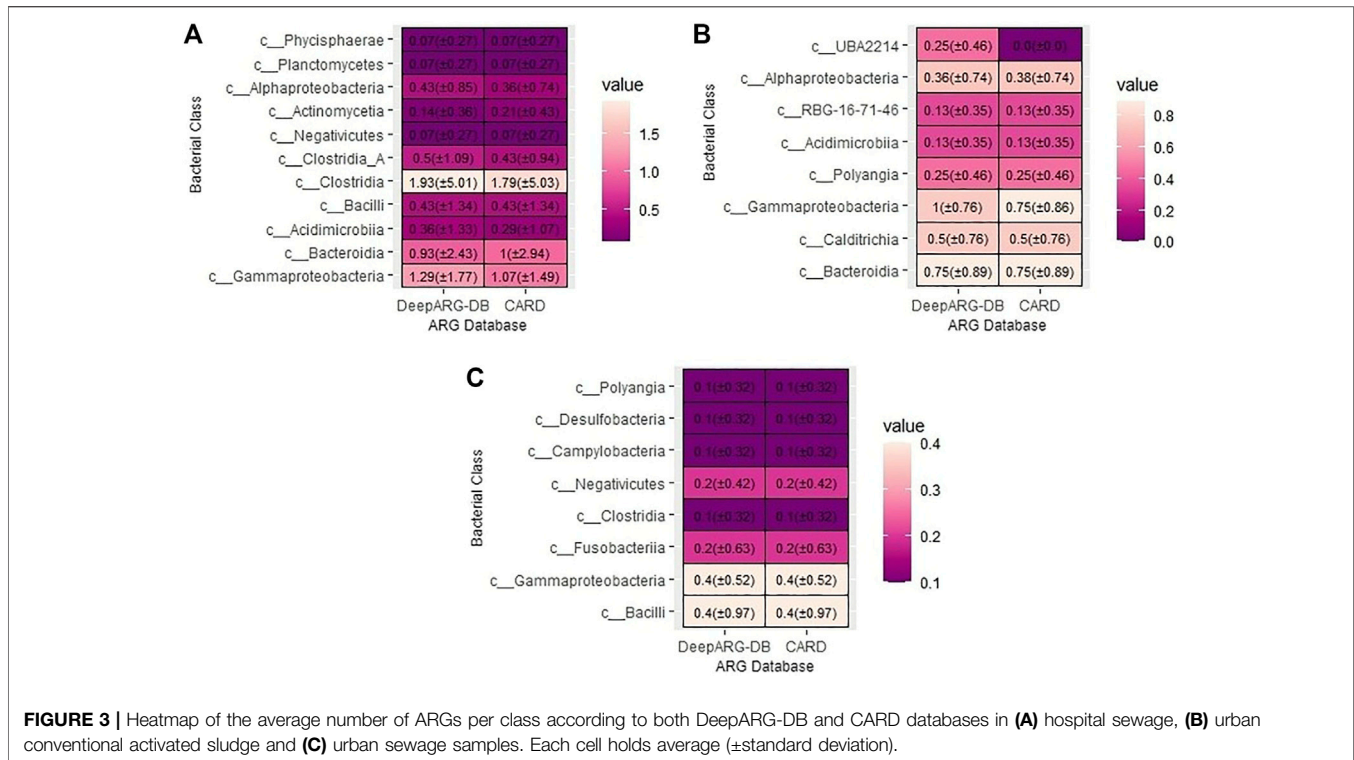 A
c__Phycisphaerae 0.07(±0.27) 0.07(±0.27)
c__Planctomycetes 0.07(±0.27) 0.07(±0.27)
c__Alphaproteobacteria 0.43(±0.85) 0.36(±0.74)
c__Actinomycetia 0.14(±0.36) 0.21(±0.43)
c__Negativicutes 0.07(±0.27) 0.07(±0.27)
c__Clostridia_A 0.5(±1.09) 0.43(±0.94)
c__Clostridia 1.93(±5.01) 1.79(±5.03)
c__Bacilli 0.43(±1.34) 0.43(±1.34)
c__Acidimicrobiia 0.36(±1.33) 0.29(±1.07)
c__Bacteroidia 0.93(±2.43) 1(±2.94)
c__Gammaproteobacteria 1.29(±1.77) 1.07(±1.49)
DeepARG-DB CARD
ARG Database
Bacterial Class
value
1.5
1.0
0.5
B
c__UBA2214 0.25(±0.46) 0.0(±0.0)
c__Alphaproteobacteria 0.36(±0.74) 0.38(±0.74)
c__RBG-16-71-46 0.13(±0.35) 0.13(±0.35)
c__Acidimicrobiia 0.13(±0.35) 0.13(±0.35)
c__Polyangia 0.25(±0.46) 0.25(±0.46)
c__Gammaproteobacteria 1(±0.76) 0.75(±0.86)
c__Calditrichia 0.5(±0.76) 0.5(±0.76)
c__Bacteroidia 0.75(±0.89) 0.75(±0.89)
DeepARG-DB CARD
ARG Database
Bacterial Class
value
0.8
0.6
0.4
0.2
0.0
C
c__Polyangia 0.1(±0.32) 0.1(±0.32)
c__Desulfobacteria 0.1(±0.32) 0.1(±0.32)
c__Campylobacteria 0.1(±0.32) 0.1(±0.32)
c__Negativicutes 0.2(±0.42) 0.2(±0.42)
c__Clostridia 0.1(±0.32) 0.1(±0.32)
c__Fusobacteriia 0.2(±0.63) 0.2(±0.63)
c__Gammaproteobacteria 0.4(±0.52) 0.4(±0.52)
c__Bacilli 0.4(±0.97) 0.4(±0.97)
DeepARG-DB CARD
ARG Database
Bacterial Class
value
0.4
0.3
0.2
0.1
FIGURE 3 | Heatmap of the average number of ARGs per class according to both DeepARG-DB and CARD databases in (A) hospital sewage, (B) urban
conventional activated sludge and (C) urban sewage samples. Each cell holds average (±standard deviation).